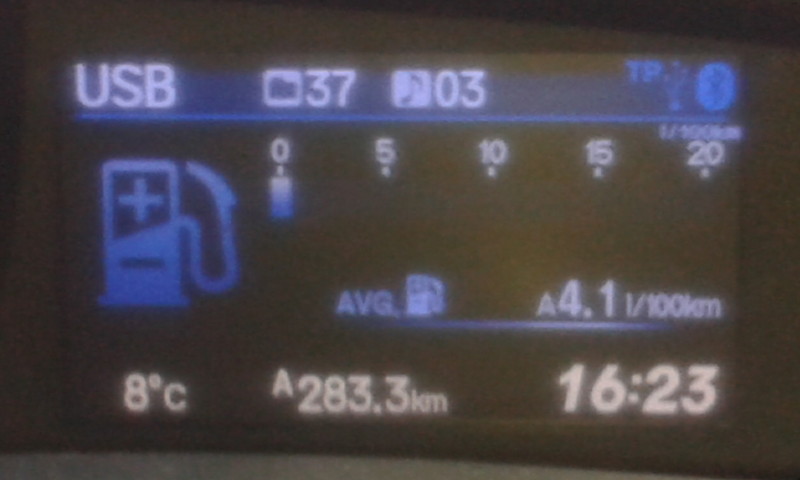 USB 37 03 TP
l/100km
0 5 10 15 20
AVG. A4.1 l/100km
8°C A283.3km 16:23